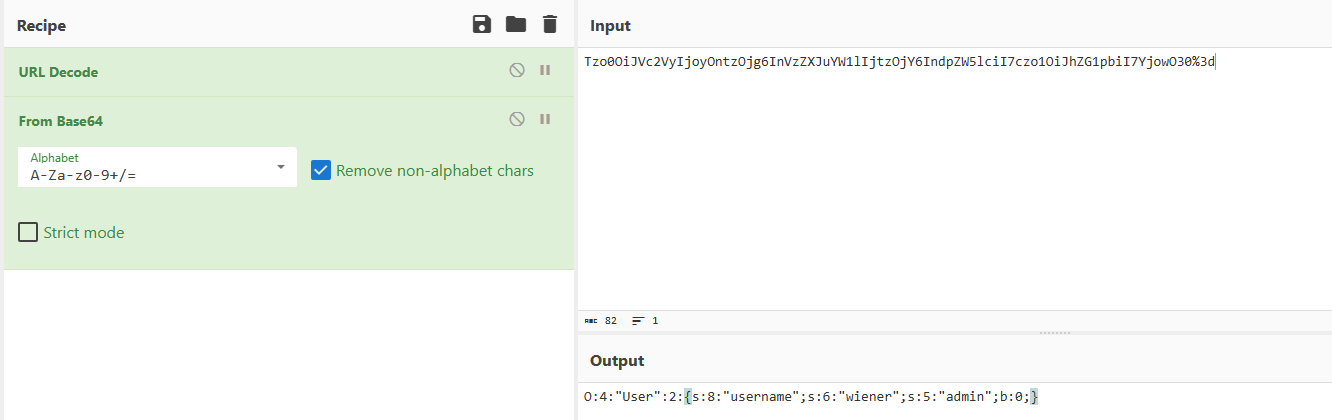 Recipe
URL Decode
From Base64
Alphabet
A-Za-z0-9+/=
Remove non-alphabet chars
Strict mode
Input
Tzo0OiJVc2VyIjoyOntzOjg6InVzZXJuYW1lIjtzOjY6IndpZW5lciI7czo1OiJhZG1pbiI7YjowO30%3d
ABC 82 1
Output
O:4:"User":2:{s:8:"username";s:6:"wiener";s:5:"admin";b:0;}